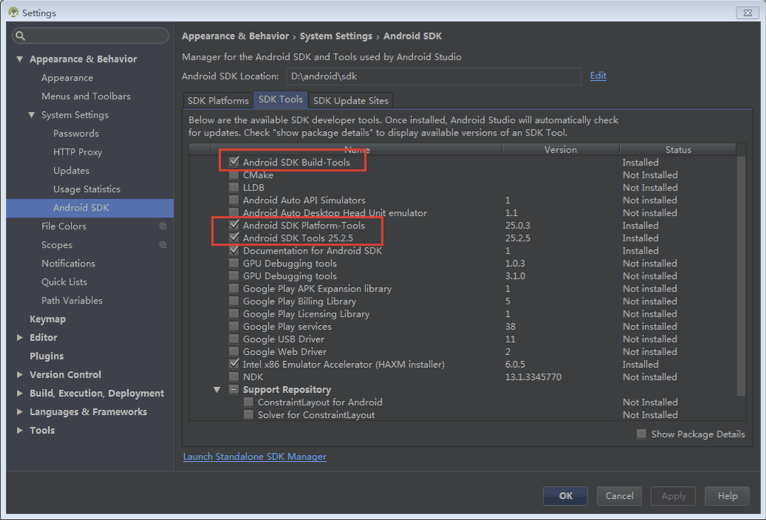 Settings
Appearance & Behavior › System Settings › Android SDK
Manager for the Android SDK and Tools used by Android Studio
Android SDK Location: D:\android\sdk Edit
Appearance & Behavior
Appearance
Menus and Toolbars
System Settings
Passwords
HTTP Proxy
Updates
Usage Statistics
Android SDK
File Colors
Scopes
Notifications
Quick Lists
Path Variables
Keymap
Editor
Plugins
Version Control
Build, Execution, Deployment
Languages & Frameworks
Tools
SDK Platforms SDK Tools SDK Update Sites
Below are the available SDK developer tools. Once installed, Android Studio will automatically check
for updates. Check "show package details" to display available versions of an SDK Tool.
Name Version Status
Android SDK Build-Tools Installed
CMake Not Installed
LLDB Not Installed
Android Auto API Simulators 1 Not installed
Android Auto Desktop Head Unit emulator 1.1 Not installed
Android SDK Platform-Tools 25.0.3 Installed
Android SDK Tools 25.2.5 25.2.5 Installed
Documentation for Android SDK 1 Installed
GPU Debugging tools 1.0.3 Not installed
GPU Debugging tools 3.1.0 Not installed
Google Play APK Expansion library 1 Not installed
Google Play Billing Library 5 Not installed
Google Play Licensing Library 1 Not installed
Google Play services 38 Not installed
Google USB Driver 11 Not installed
Google Web Driver 2 Not installed
Intel x86 Emulator Accelerator (HAXM installer) 6.0.5 Installed
NDK 13.1.3345770 Not installed
Support Repository
ConstraintLayout for Android Not Installed
Solver for ConstraintLayout Not Installed
Show Package Details
Launch Standalone SDK Manager
OK Cancel Apply Help